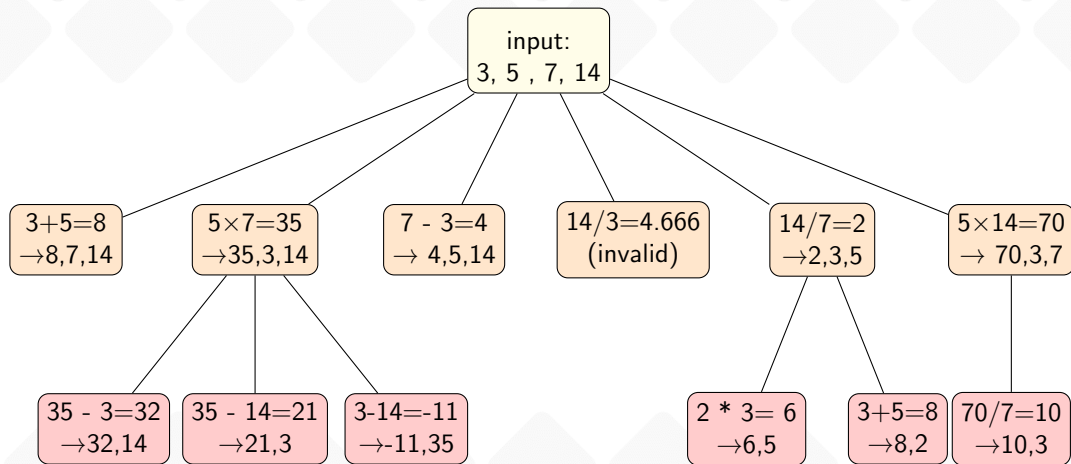 input:
3, 5 , 7, 14
3+5=8
→8,7,14
5×7=35
→35,3,14
7 - 3=4
→ 4,5,14
14/3=4.666
(invalid)
14/7=2
→2,3,5
5×14=70
→ 70,3,7
35 - 3=32
→32,14
35 - 14=21
→21,3
3-14=-11
→-11,35
2 * 3= 6
→6,5
3+5=8
→8,2
70/7=10
→10,3